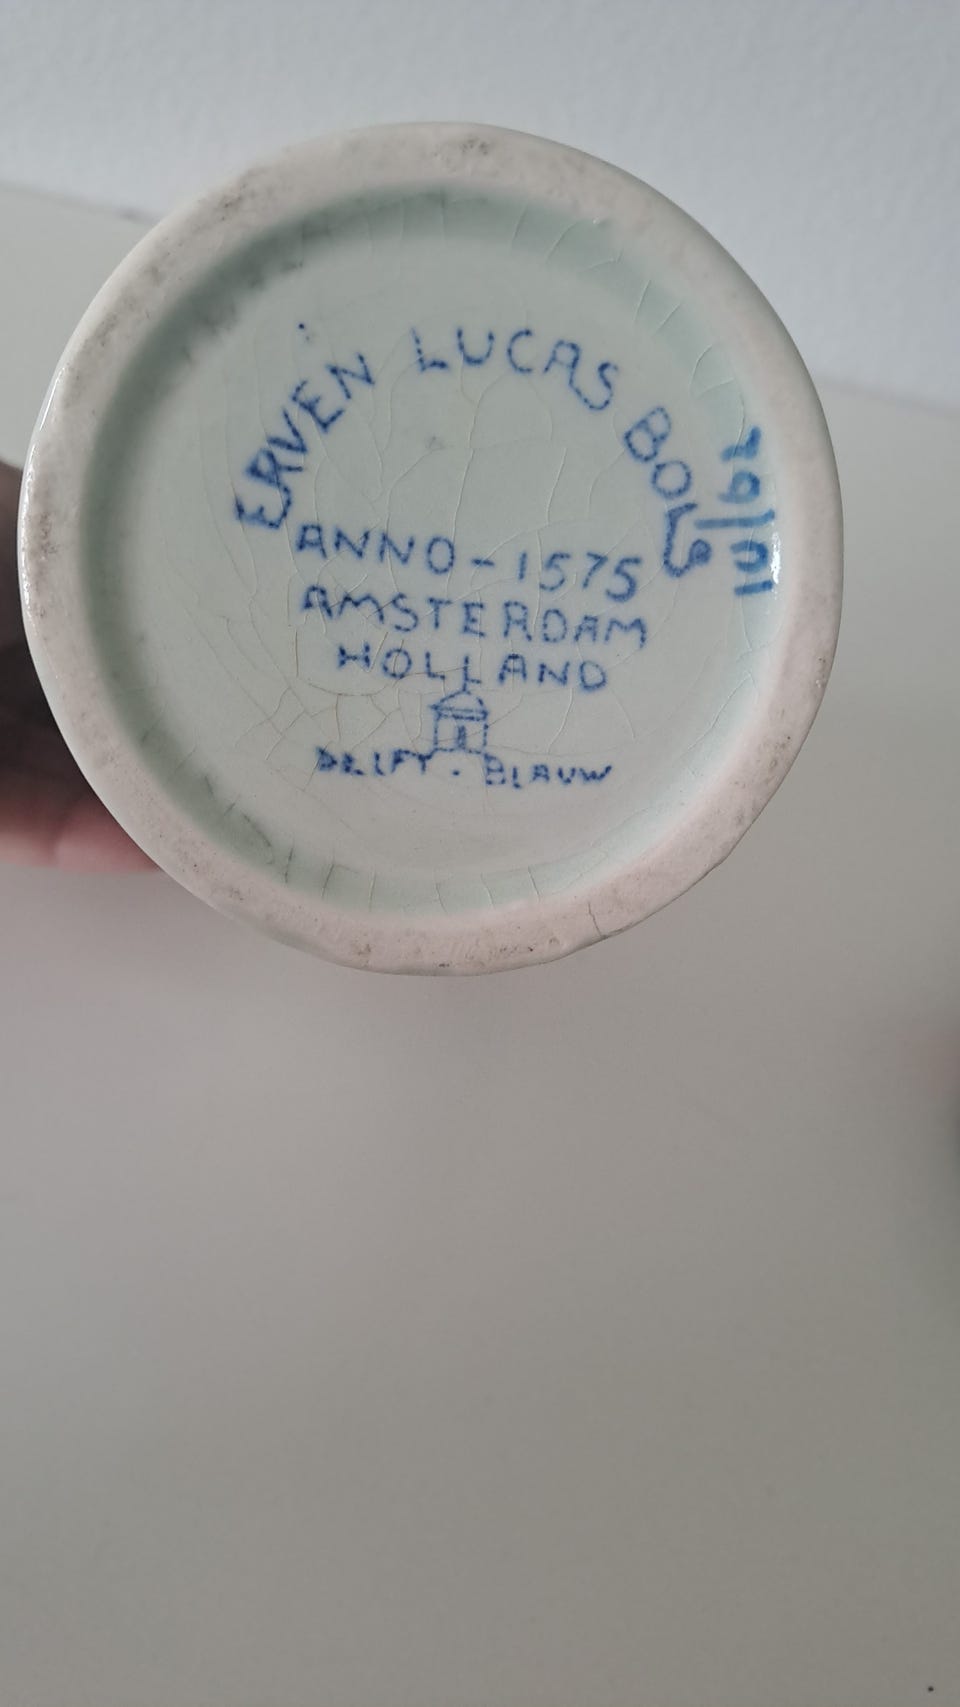 ERVEN LUCAS BOLS
ANNO-1575
AMSTERDAM
HOLLAND
DELFT. BLAUW